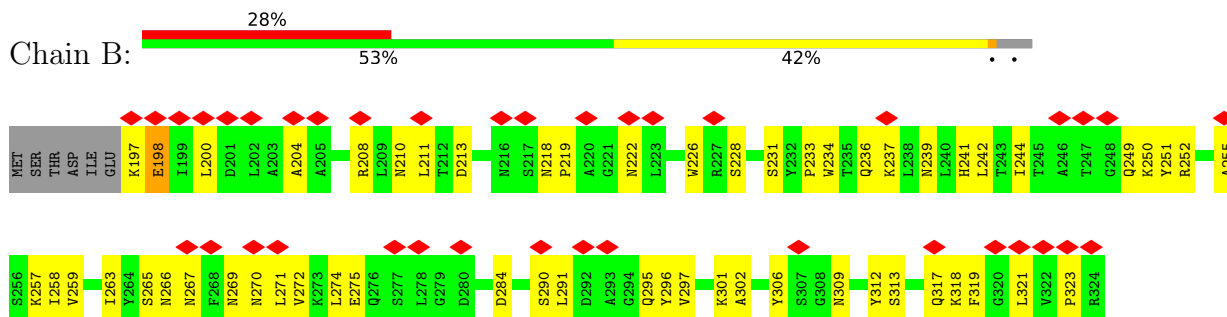 28%
Chain B:
53% 42% • •
MET SER THR ASP ILE GLU K197 E198 I199 L200 D201 L202 A203 A204 A205 R208 L209 N210 L211 T212 D213 N216 S217 N218 P219 A220 G221 N222 L223 W226 R227 S228 S231 Y232 P233 W234 T235 Q236 K237 L238 N239 L240 H241 L242 T243 I244 T245 A246 T247 G248 Q249 K250 Y251 R252 A255
S256 K257 I258 V259 I263 Y264 S265 N266 N267 F268 N269 N270 L271 V272 K273 L274 E275 Q276 S277 L278 G279 D280 D284 S290 L291 D292 A293 G294 Q295 Y296 V297 K301 A302 Y306 S307 G308 N309 Y312 S313 Q317 K318 F319 G320 L321 V322 P323 R324